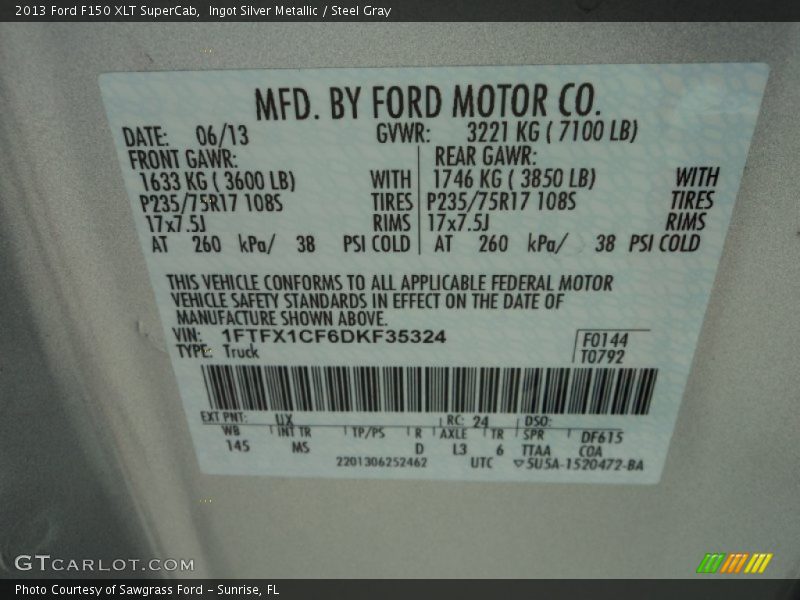 2013 Ford F150 XLT SuperCab,  Ingot Silver Metallic / Steel Gray
MFD. BY FORD MOTOR CO.
DATE: 06/13 GVWR: 3221 KG ( 7100 LB)
FRONT GAWR: REAR GAWR:
1633 KG ( 3600 LB) WITH 1746 KG ( 3850 LB) WITH
P235/75R17 108S TIRES P235/75R17 108S TIRES
17x7.5J RIMS 17x7.5J RIMS
AT 260 kPa/ 38 PSI COLD AT 260 kPa/ 38 PSI COLD
THIS VEHICLE CONFORMS TO ALL APPLICABLE FEDERAL MOTOR
VEHICLE SAFETY STANDARDS IN EFFECT ON THE DATE OF
MANUFACTURE SHOWN ABOVE.
VIN: 1FTFX1CF6DKF35324 F0144
TYPE: Truck T0792
EXT PNT: UX RC: 24 DSO:
WB INT TR TP/PS R AXLE TR SPR DF615
145 MS D L3 6 TTAA COA
2201306252462 UTC ▽5U5A-1520472-BA
GTCARLOT.COM
Photo Courtesy of Sawgrass Ford - Sunrise, FL